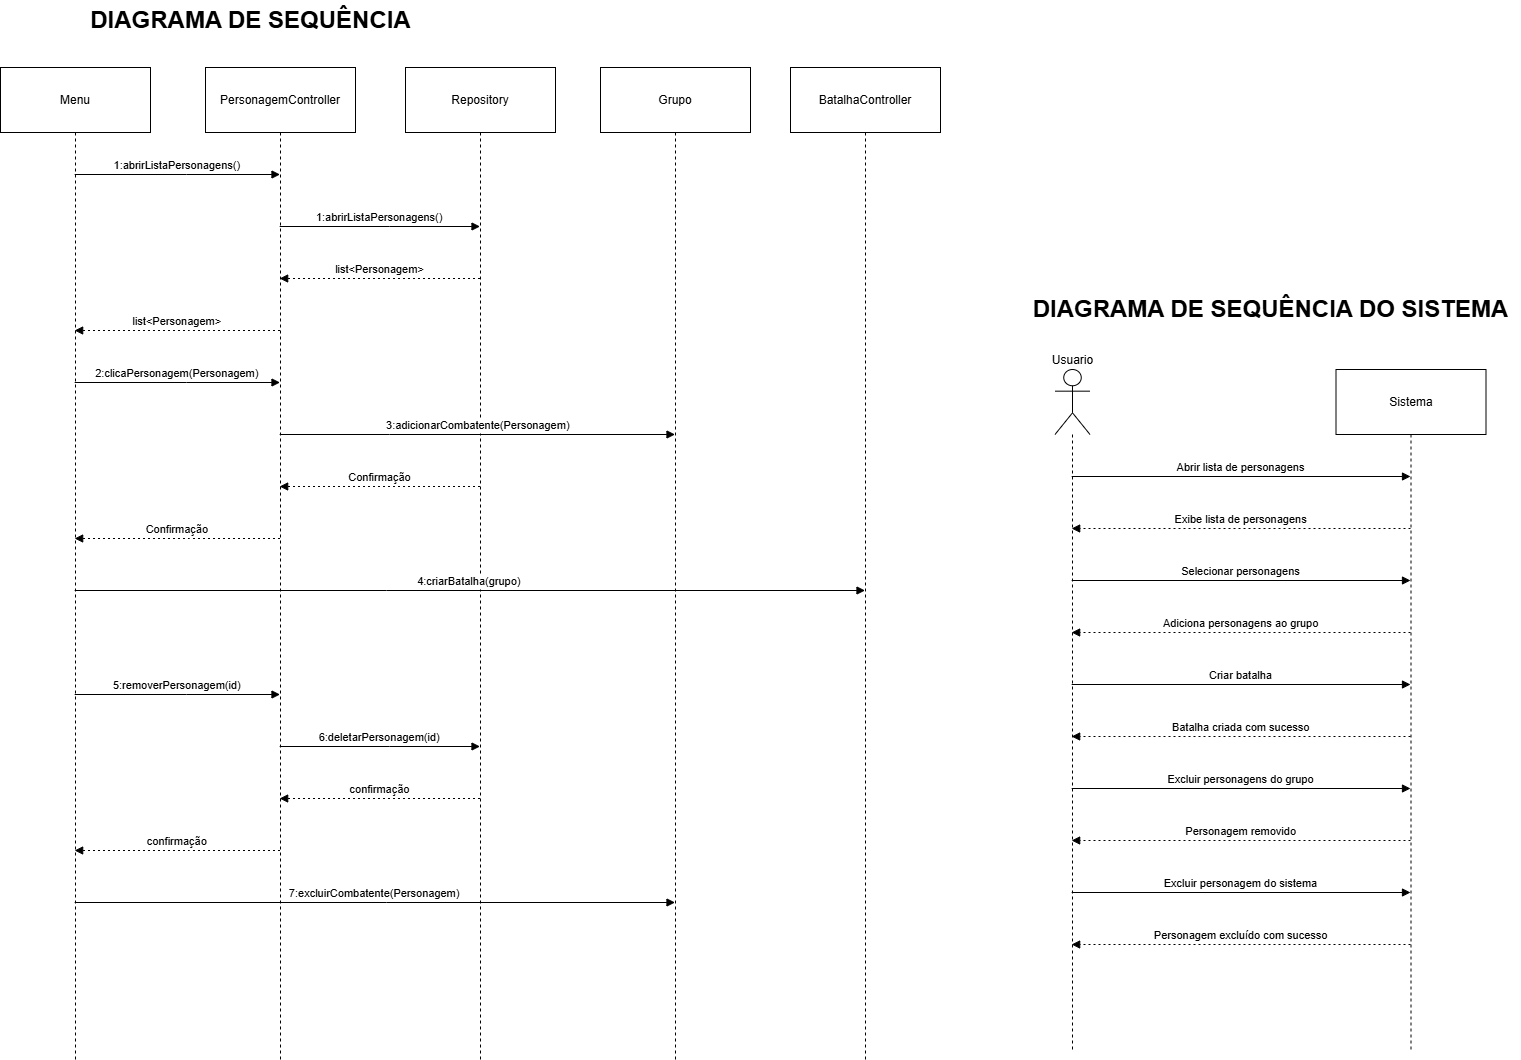 DIAGRAMA DE SEQUÊNCIA
Menu
PersonagemController
Repository
Grupo
BatalhaController
1:abrirListaPersonagens()
1:abrirListaPersonagens()
list<Personagem>
list<Personagem>
2:clicaPersonagem(Personagem)
3:adicionarCombatente(Personagem)
Confirmação
Confirmação
4:criarBatalha(grupo)
5:removerPersonagem(id)
6:deletarPersonagem(id)
confirmação
confirmação
7:excluirCombatente(Personagem)
DIAGRAMA DE SEQUÊNCIA DO SISTEMA
Usuario
Sistema
Abrir lista de personagens
Exibe lista de personagens
Selecionar personagens
Adiciona personagens ao grupo
Criar batalha
Batalha criada com sucesso
Excluir personagens do grupo
Personagem removido
Excluir personagem do sistema
Personagem excluído com sucesso